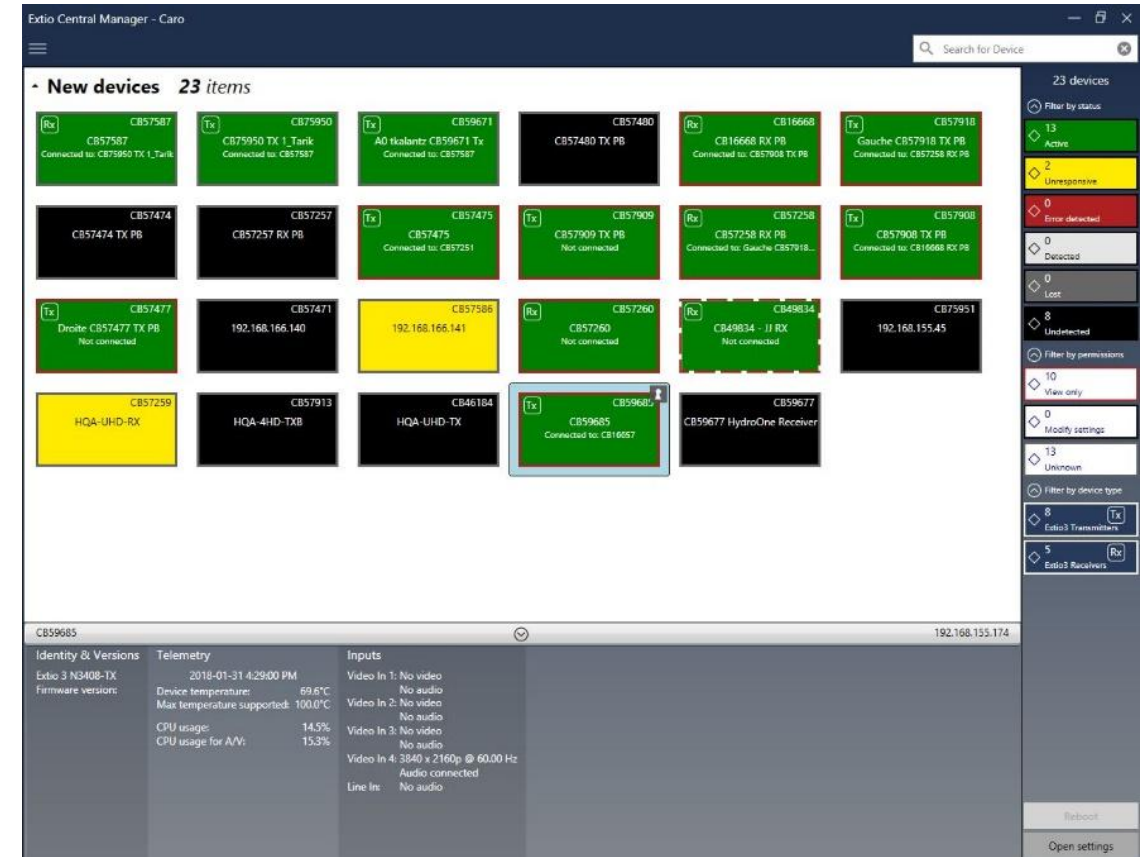 Extio Central Manager - Caro
Search for Device
New devices 23 items
Rx CB57587
CB57587
Connected to: CB75950 TX 1_Tarik
Tx CB75950
CB75950 TX 1_Tarik
Connected to: CB57587
Tx CB59671
A0 tkalantz CB59671 Tx
Connected to: CB57587
CB57480
CB57480 TX PB
Rx CB16668
CB16668 RX PB
Connected to: CB57908 TX PB
Tx CB57918
Gauche CB57918 TX PB
Connected to: CB57258 RX PB
CB57474
CB57474 TX PB
CB57257
CB57257 RX PB
Tx CB57475
CB57475
Connected to: CB57251
Tx CB57909
CB57909 TX PB
Not connected
Rx CB57258
CB57258 RX PB
Connected to: Gauche CB57918...
Tx CB57908
CB57908 TX PB
Connected to: CB16668 RX PB
Tx CB57477
Droite CB57477 TX PB
Not connected
CB57471
192.168.166.140
CB57586
192.168.166.141
Rx CB57260
CB57260
Not connected
Rx CB49834
CB49834 - JJ RX
Not connected
CB75951
192.168.155.45
CB57259
HQA-UHD-RX
CB57913
HQA-4HD-TXB
CB46184
HQA-UHD-TX
Tx CB59685
CB59685
Connected to: CB16057
CB59677
CB59677 HydroOne Receiver
23 devices
Filter by status
13
Active
2
Unresponsive
0
Error detected
0
Detected
0
Lost
8
Undetected
Filter by permissions
10
View only
0
Modify settings
13
Unknown
Filter by device type
8 Tx
Extio3 Transmitters
5 Rx
Extio3 Receivers
CB59685 192.168.155.174
Identity & Versions
Extio 3 N3408-TX
Firmware version:
Telemetry
2018-01-31 4:29:00 PM
Device temperature: 69.6°C
Max temperature supported: 100.0°C
CPU usage: 14.5%
CPU usage for A/V: 15.3%
Inputs
Video In 1: No video
No audio
Video In 2: No video
No audio
Video In 3: No video
No audio
Video In 4: 3840 x 2160p @ 60.00 Hz
Audio connected
Line In: No audio
Reboot
Open settings